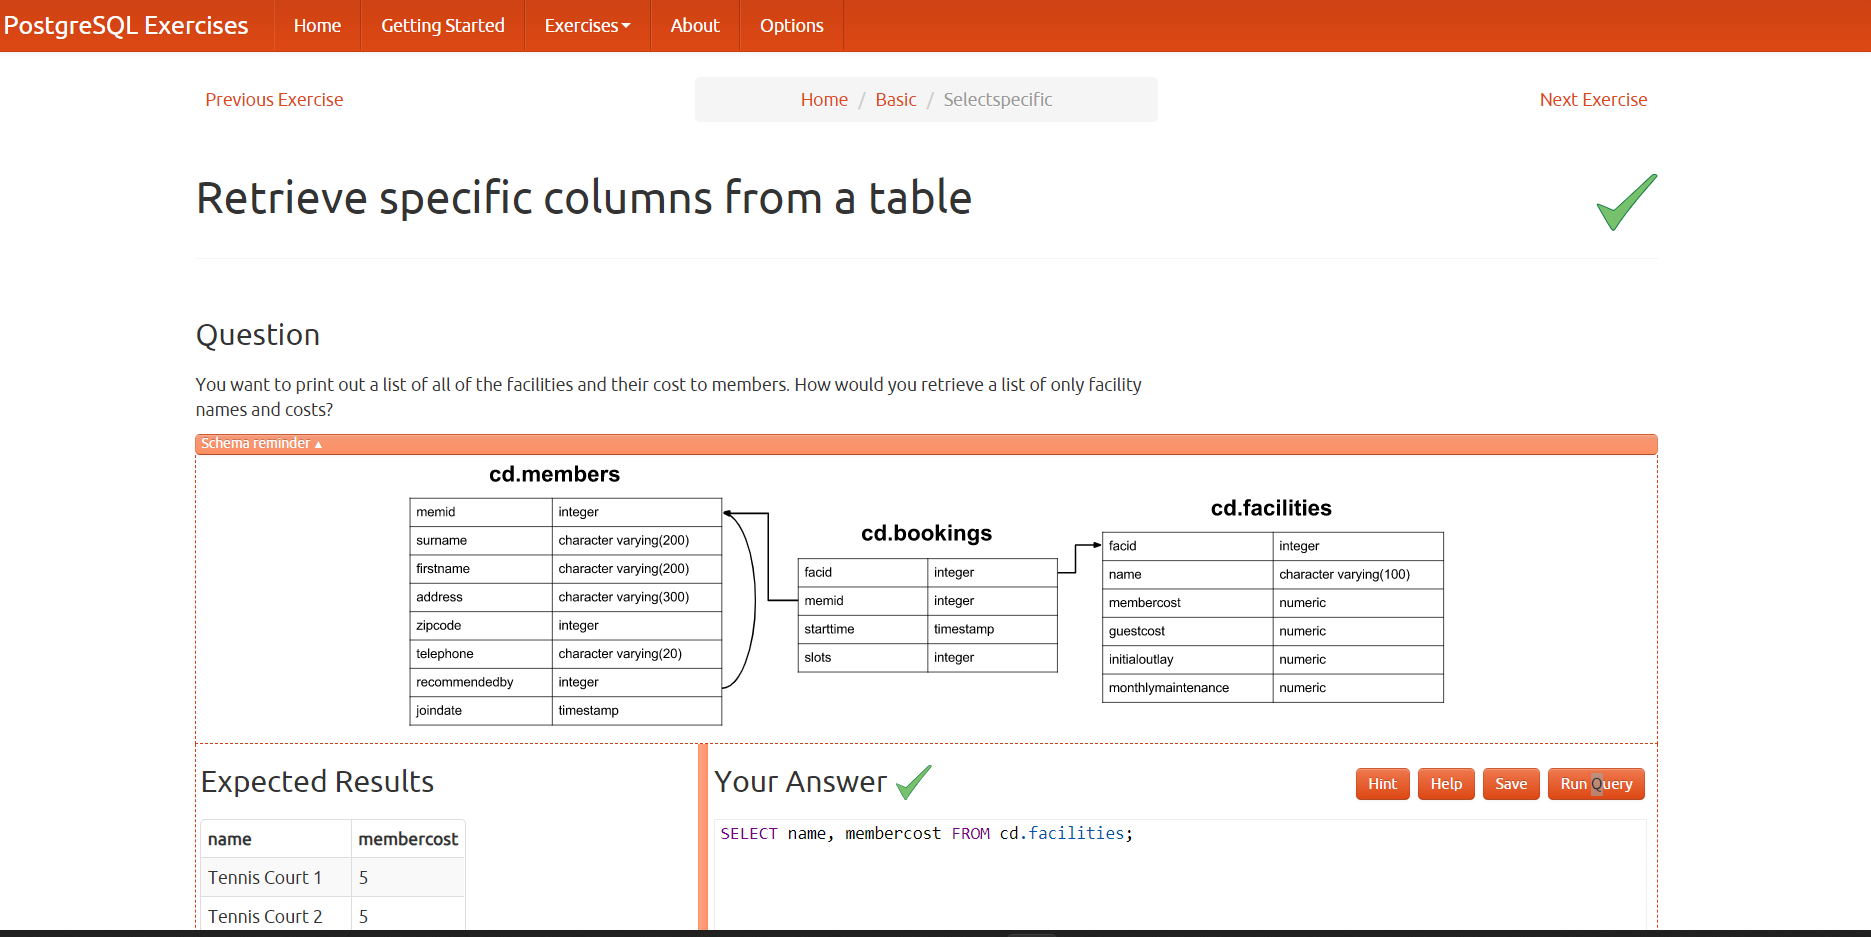 PostgreSQL Exercises Home Getting Started Exercises About Options
Previous Exercise Home / Basic / Selectspecific Next Exercise
Retrieve specific columns from a table
Question
You want to print out a list of all of the facilities and their cost to members. How would you retrieve a list of only facility
names and costs?
Schema reminder ▴
cd.members
memid integer
surname character varying(200)
firstname character varying(200)
address character varying(300)
zipcode integer
telephone character varying(20)
recommendedby integer
joindate timestamp
cd.bookings
facid integer
memid integer
starttime timestamp
slots integer
cd.facilities
facid integer
name character varying(100)
membercost numeric
guestcost numeric
initialoutlay numeric
monthlymaintenance numeric
Expected Results
name membercost
Tennis Court 1 5
Tennis Court 2 5
Your Answer
Hint Help Save Run Query
SELECT name, membercost FROM cd.facilities;